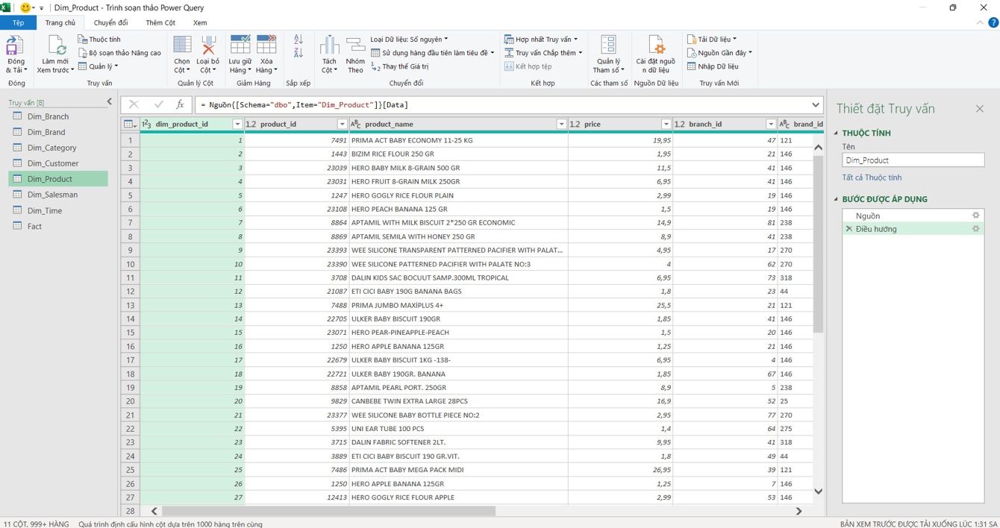 Dim_Product - Trình soạn thảo Power Query
Tệp Trang chủ Chuyển đổi Thêm Cột Xem
Đóng & Tải
Đóng
Làm mới Xem trước
Thuộc tính
Bộ soạn thảo Nâng cao
Quản lý
Truy vấn
Chọn Cột
Loại bỏ Cột
Quản lý Cột
Lưu giữ Hàng
Xóa Hàng
Giảm Hàng
Sắp xếp
Tách Cột
Nhóm Theo
Loại Dữ liệu: Số nguyên
Sử dụng hàng đầu tiên làm tiêu đề
Thay thế Giá trị
Chuyển đổi
Hợp nhất Truy vấn
Truy vấn Chắp thêm
Kết hợp tệp
Kết hợp
Quản lý Tham số
Các tham số
Cài đặt nguồ n dữ liệu
Nguồn Dữ liệu
Tải Dữ liệu
Nguồn Gần đây
Nhập Dữ liệu
Truy vấn Mới
Truy vấn [8]
Dim_Branch
Dim_Brand
Dim_Category
Dim_Customer
Dim_Product
Dim_Salesman
Dim_Time
Fact
fx = Nguồn{[Schema="dbo",Item="Dim_Product"]}[Data]
dim_product_id 1.2 product_id product_name 1.2 price 1.2 branch_id brand_id
1 1 7491 PRIMA ACT BABY ECONOMY 11-25 KG 19,95 47 121
2 2 1443 BIZIM RICE FLOUR 250 GR 1,95 21 146
3 3 23039 HERO BABY MILK 8-GRAIN 500 GR 11,5 41 146
4 4 23031 HERO FRUIT 8-GRAIN MILK 250GR 6,95 41 146
5 5 1247 HERO GOGLY RICE FLOUR PLAIN 2,99 19 146
6 6 23108 HERO PEACH BANANA 125 GR 1,5 19 146
7 7 8864 APTAMIL WITH MILK BISCUIT 2*250 GR ECONOMIC 14,9 81 238
8 8 8869 APTAMIL SEMILA WITH HONEY 250 GR 8,9 41 238
9 9 23393 WEE SILICONE TRANSPARENT PATTERNED PACIFIER WITH PALAT... 4,95 17 270
10 10 23390 WEE SILICONE PATTERNED PACIFIER WITH PALATE NO:3 4 62 270
11 11 3708 DALIN KIDS SAC BOCUUT SAMP.300ML TROPICAL 6,95 73 318
12 12 21087 ETI CICI BABY 190G BANANA BAGS 1,8 23 44
13 13 7488 PRIMA JUMBO MAXİPLUS 4+ 25,5 21 121
14 14 22705 ULKER BABY BISCUIT 190GR 1,85 41 146
15 15 23071 HERO PEAR-PINEAPPLE-PEACH 1,5 20 146
16 16 1250 HERO APPLE BANANA 125GR 1,25 21 146
17 17 22679 ULKER BABY BISCUIT 1KG -138- 6,95 4 146
18 18 22721 ULKER BABY 190GR. BANANA 1,85 67 146
19 19 8858 APTAMIL PEARL PORT. 250GR 8,9 5 238
20 20 9829 CANBEBE TWIN EXTRA LARGE 28PCS 16,9 52 25
21 21 23377 WEE SILICONE BABY BOTTLE PIECE NO:2 2,95 77 270
22 22 5395 UNI EAR TUBE 100 PCS 1,4 64 275
23 23 3715 DALIN FABRIC SOFTENER 2LT. 9,95 41 318
24 24 3889 ETI CICI BABY BISCUIT 190 GR.VIT. 1,8 49 44
25 25 7486 PRIMA ACT BABY MEGA PACK MIDI 26,95 39 121
26 26 1250 HERO APPLE BANANA 125GR 1,25 7 146
27 27 12413 HERO GOGLY RICE FLOUR APPLE 2,99 53 146
28
Thiết đặt Truy vấn
THUỘC TÍNH
Tên
Dim_Product
Tất cả Thuộc tính
BƯỚC ĐƯỢC ÁP DỤNG
Nguồn
Điều hướng
11 CỘT, 999+ HÀNG Quá trình định cấu hình cột dựa trên 1000 hàng trên cùng
BẢN XEM TRƯỚC ĐƯỢC TẢI XUỐNG LÚC 1:31 SA